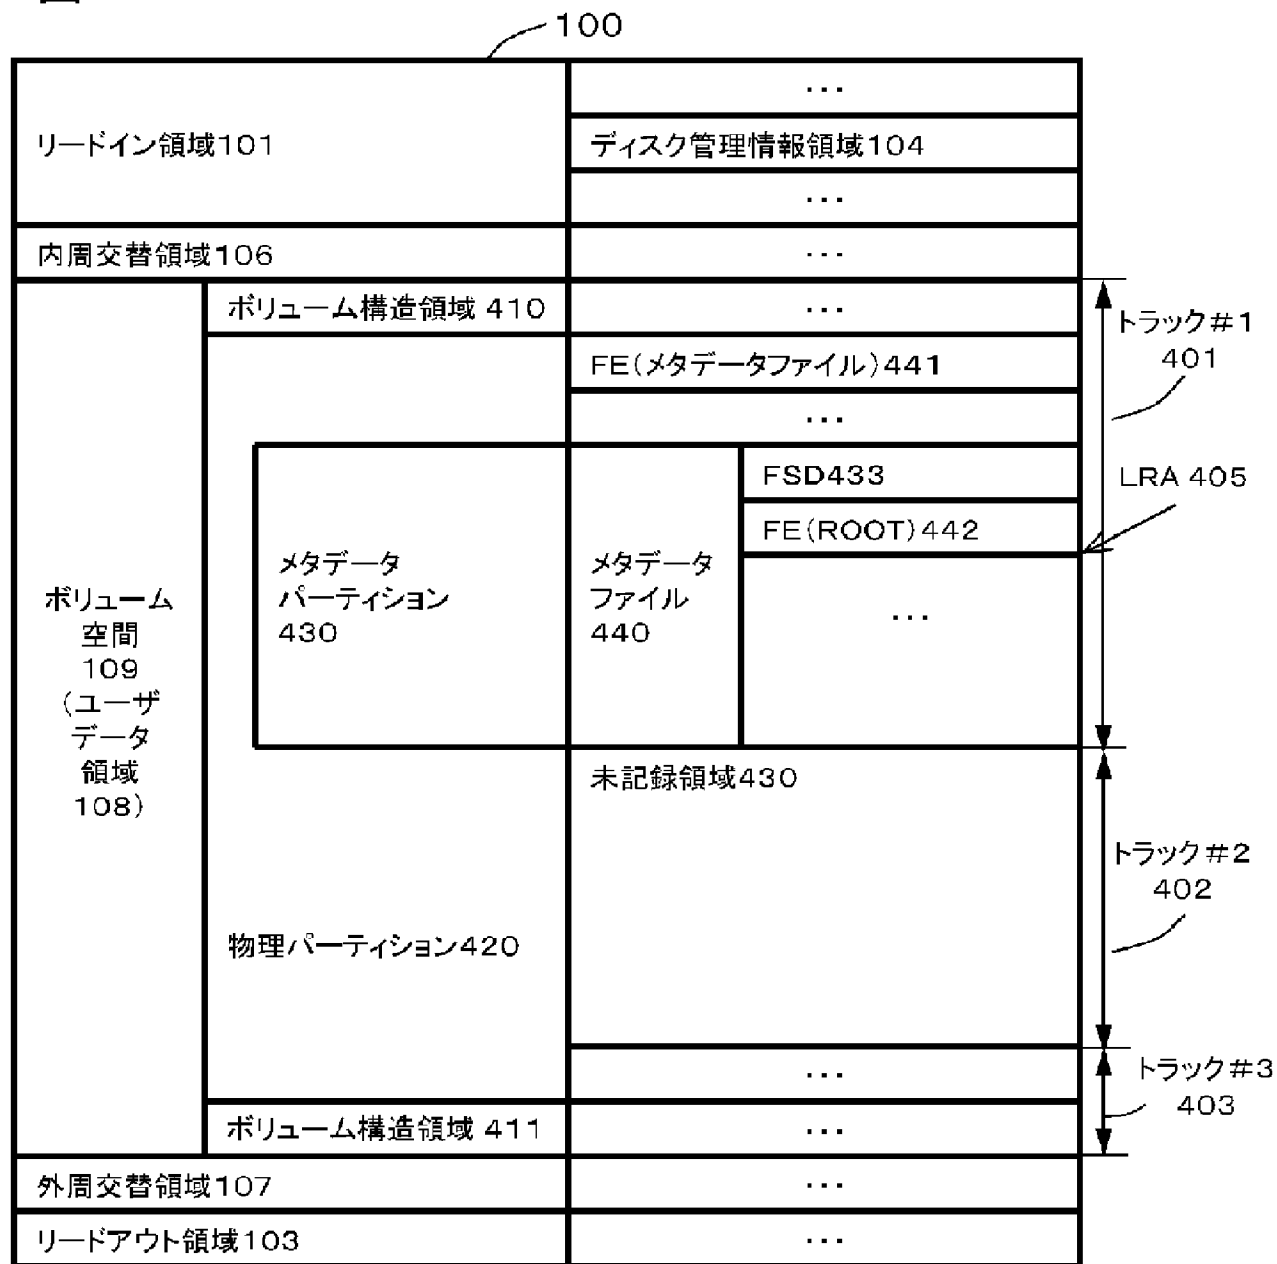 100
...
リードイン領域101
ディスク管理情報領域104
...
内周交替領域106
...
ボリューム構造領域 410
...
トラック#1
401
FE(メタデータファイル)441
...
FSD433
LRA 405
FE(ROOT)442
メタデータ
パーティション
430
メタデータ
ファイル
440
...
ボリューム
空間
109
(ユーザ
データ
領域
108)
未記録領域430
トラック#2
402
物理パーティション420
...
トラック#3
403
ボリューム構造領域 411
...
外周交替領域107
...
リードアウト領域103
...